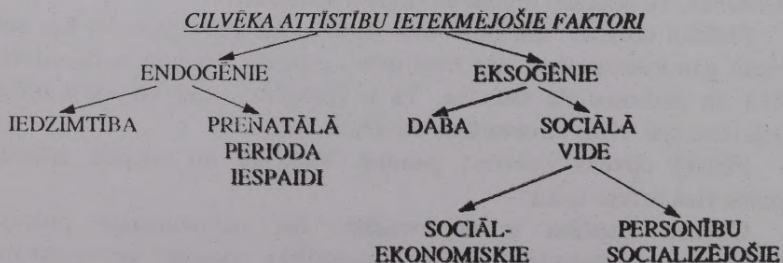 CILVĒKA ATTĪSTĪBU IETEKMĒJOŠIE FAKTORI
ENDOGĒNIE EKSOGĒNIE
IEDZIMTĪBA PRENATĀLĀ DABA SOCIĀLĀ
PERIODA VIDE
IESPAIDI
SOCIĀL- PERSONĪBU
EKONOMISKIE SOCIALIZĒJOŠIE